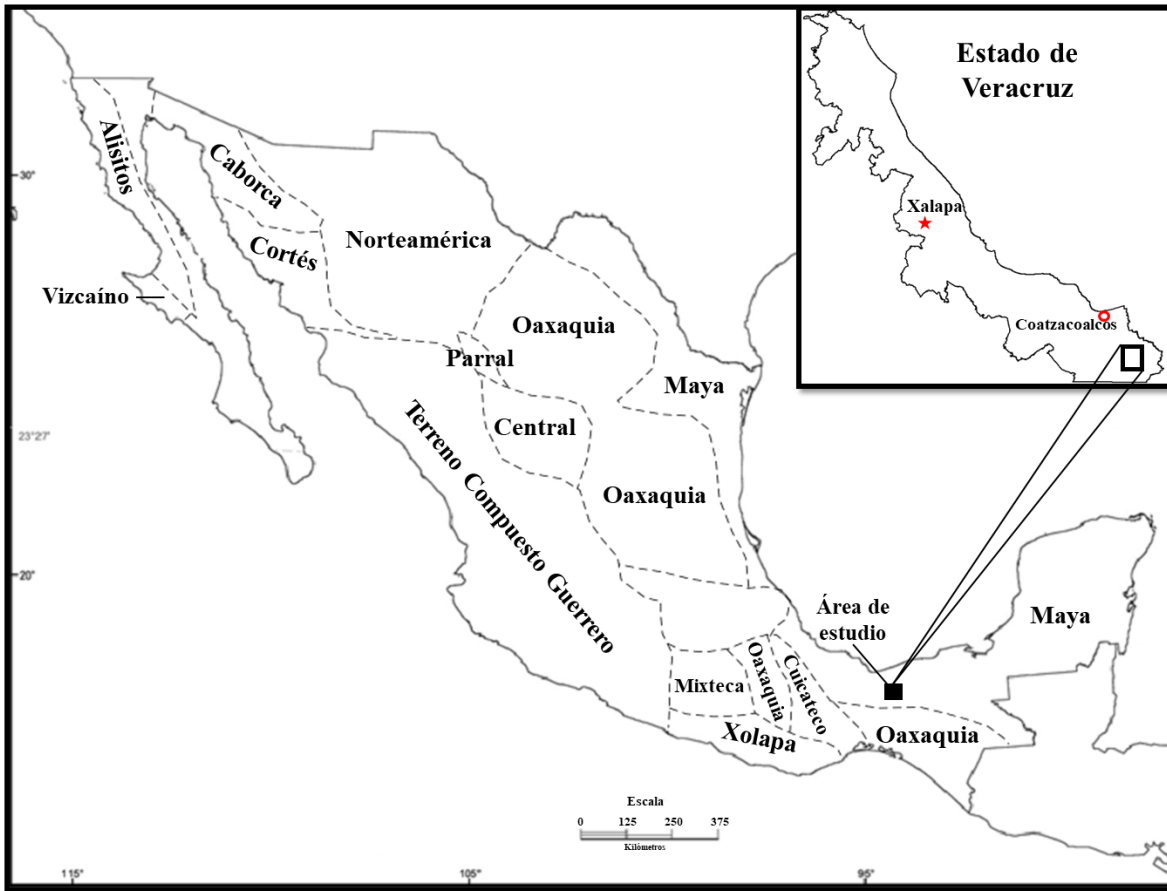 Estado de
Veracruz
Xalapa
Coatzacoalcos
Alisitos
Caborca
Cortés
Norteamérica
Vizcaíno
Oaxaquia
Parral
Maya
Central
Terreno Compuesto Guerrero
Oaxaquia
Área de
estudio
Maya
Mixteca
Oaxaquia
Cuicateco
Xolapa
Oaxaquia
Escala
0 125 250 375
Kilómetros
30°
23°27'
20°
115°
105°
95°